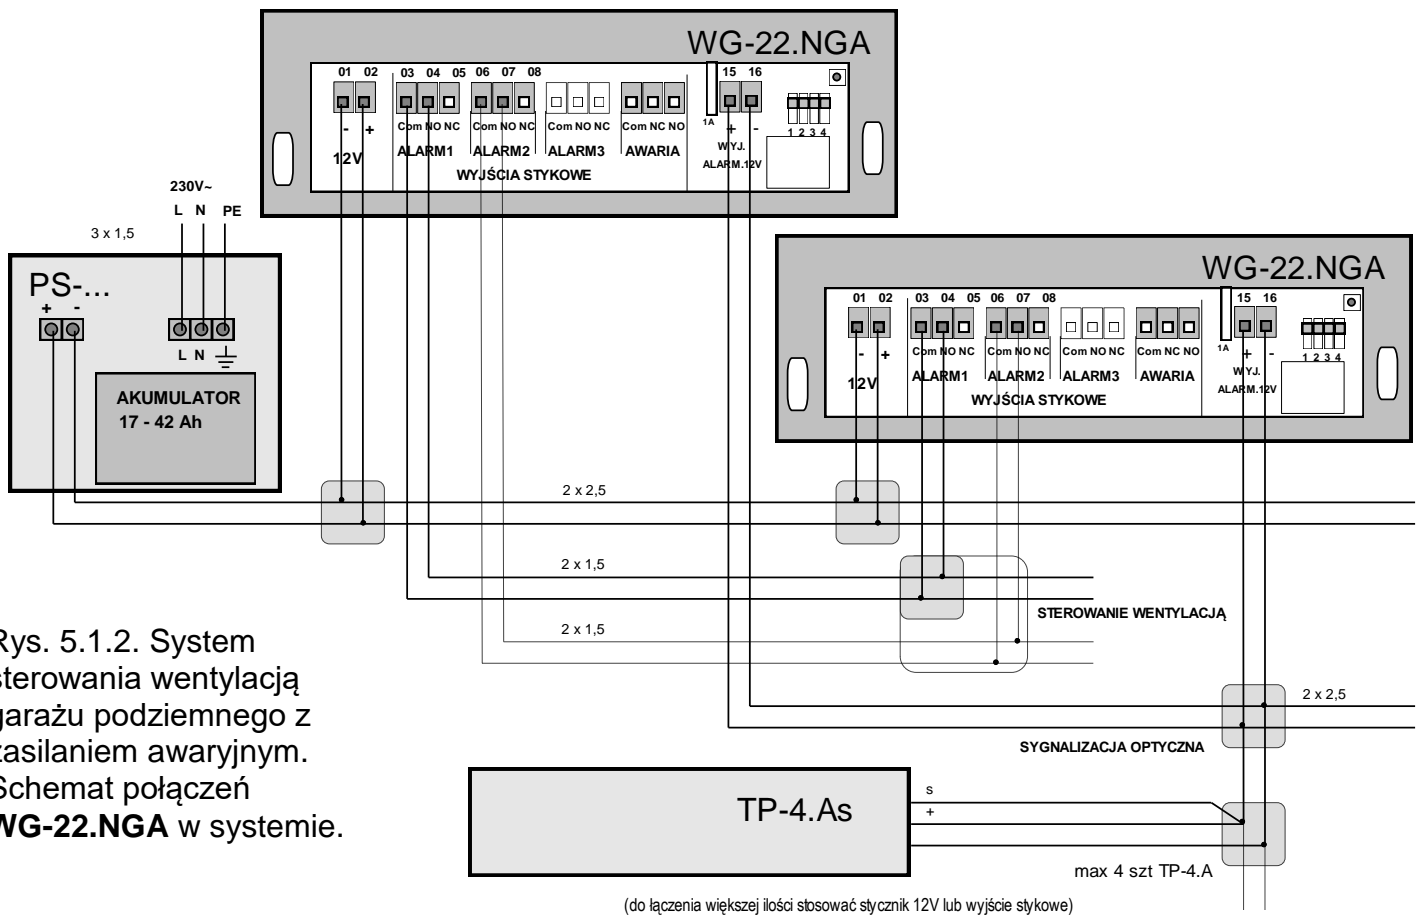 WG-22.NGA
01 02 03 04 05 06 07 08 15 16
1A
- + Com NO NC Com NO NC Com NO NC Com NC NO + - 1 2 3 4
12V ALARM1 ALARM2 ALARM3 AWARIA WYJ.
ALARM.12V
WYJŚCIA STYKOWE
230V~
L N PE
3 x 1,5
PS-...
+ -
L N
AKUMULATOR
17 - 42 Ah
WG-22.NGA
01 02 03 04 05 06 07 08 15 16
1A
- + Com NO NC Com NO NC Com NO NC Com NC NO + - 1 2 3 4
12V ALARM1 ALARM2 ALARM3 AWARIA WYJ.
ALARM.12V
WYJŚCIA STYKOWE
2 x 2,5
2 x 1,5
STEROWANIE WENTYLACJĄ
2 x 1,5
2 x 2,5
SYGNALIZACJA OPTYCZNA
Rys. 5.1.2. System
sterowania wentylacją
garażu podziemnego z
zasilaniem awaryjnym.
Schemat połączeń
WG-22.NGA w systemie.
TP-4.As
s
+
max 4 szt TP-4.A
(do łączenia większej ilości stosować stycznik 12V lub wyjście stykowe)